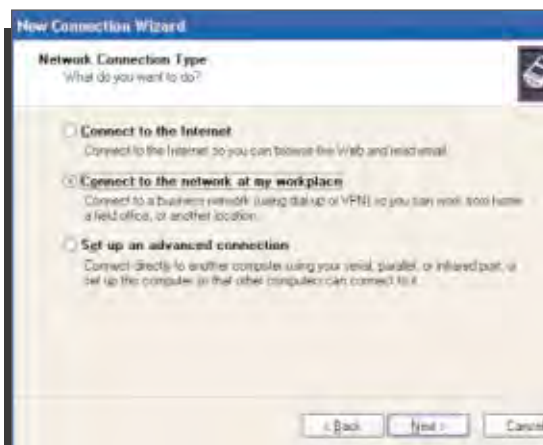 New Connection Wizard
Network Connection Type
What do you want to do?
Connect to the Internet
Connect to the Internet so you can browse the Web and read email.
Connect to the network at my workplace
Connect to a business network (using dial-up or VPN) so you can work from home,
a field office, or another location.
Set up an advanced connection
Connect directly to another computer using your serial, parallel, or infrared port, or
set up this computer so that other computers can connect to it.
< Back
Next >
Cancel